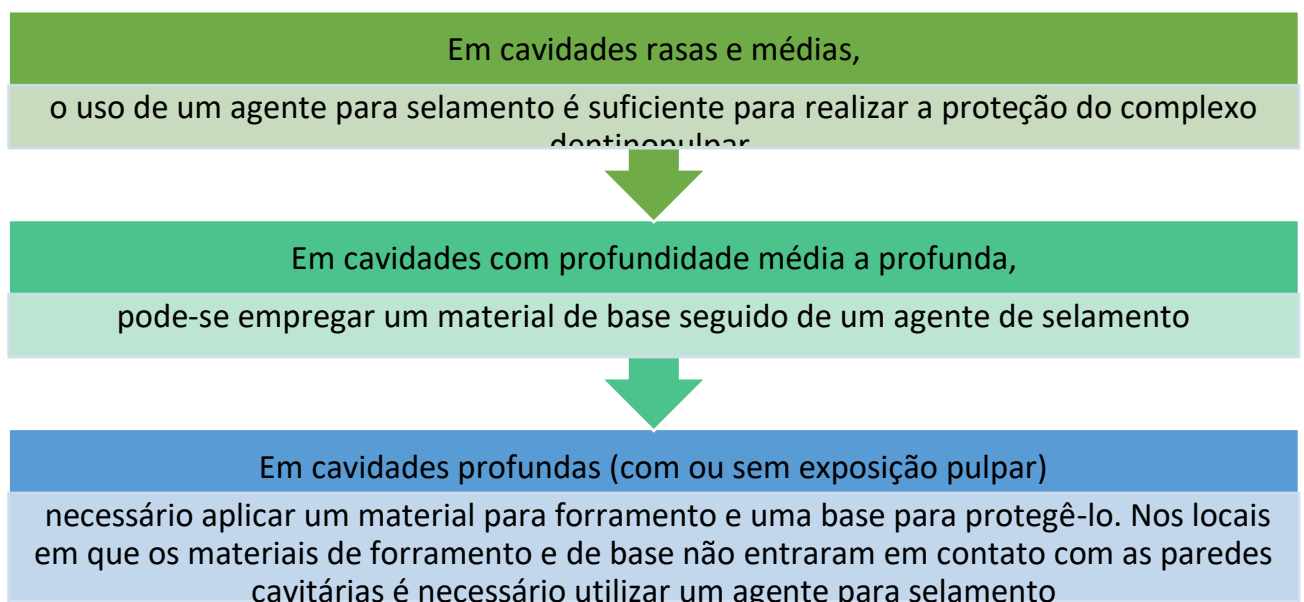 Em cavidades rasas e médias,
o uso de um agente para selamento é suficiente para realizar a proteção do complexo
dentinopulpar
Em cavidades com profundidade média a profunda,
pode-se empregar um material de base seguido de um agente de selamento
Em cavidades profundas (com ou sem exposição pulpar)
necessário aplicar um material para forramento e uma base para protegê-lo. Nos locais
em que os materiais de forramento e de base não entraram em contato com as paredes
cavitárias é necessário utilizar um agente para selamento